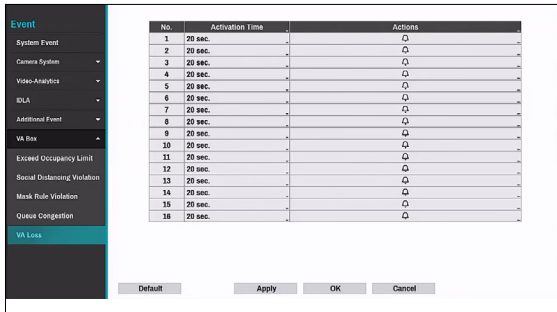 Event
System Event
Camera System
Video-Analytics
IDLA
Additional Event
VA Box
Exceed Occupancy Limit
Social Distancing Violation
Mask Rule Violation
Queue Congestion
VA Loss
No. Activation Time Actions
1 20 sec.
2 20 sec.
3 20 sec.
4 20 sec.
5 20 sec.
6 20 sec.
7 20 sec.
8 20 sec.
9 20 sec.
10 20 sec.
11 20 sec.
12 20 sec.
13 20 sec.
14 20 sec.
15 20 sec.
16 20 sec.
Default Apply OK Cancel